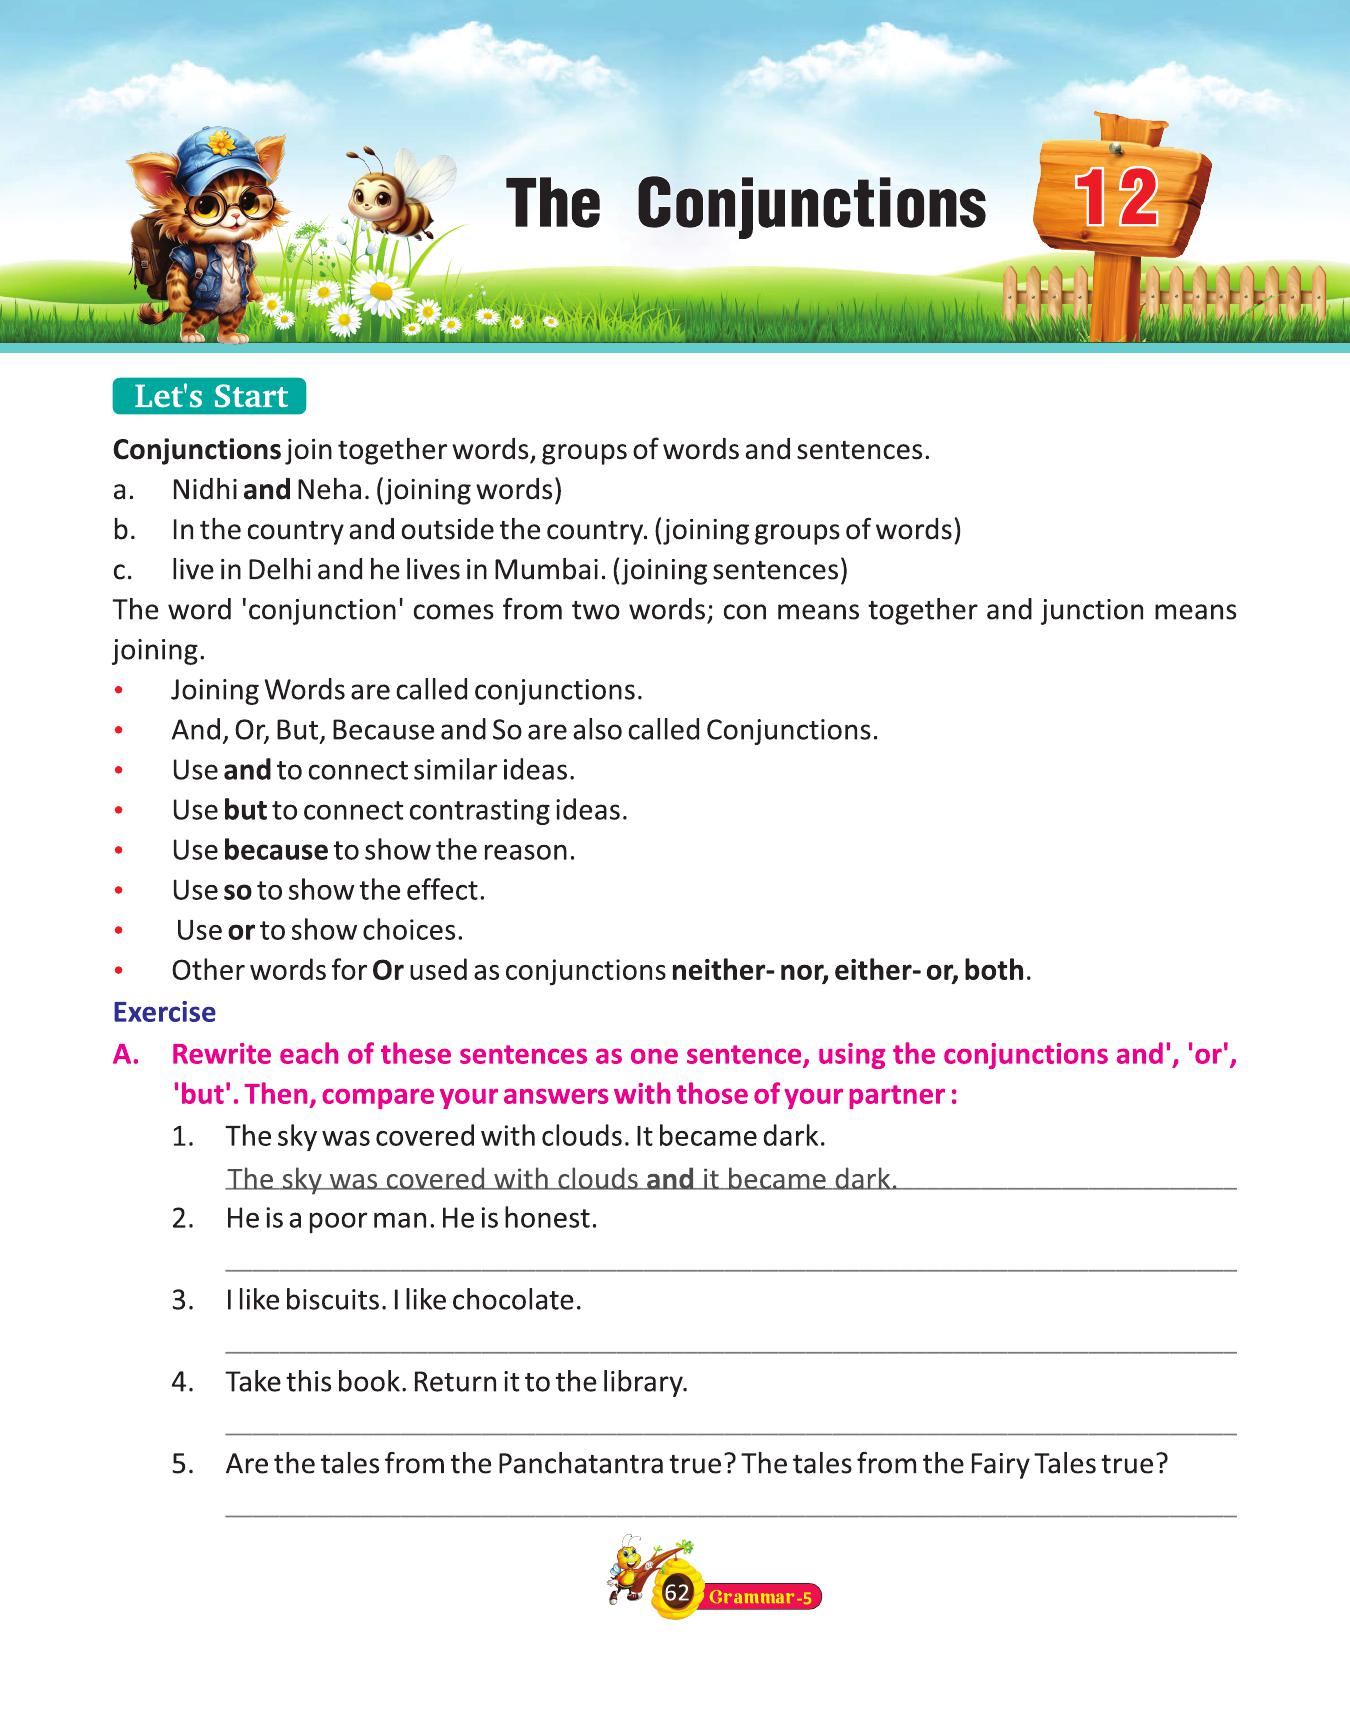 The Conjunctions
12
Let's Start
Conjunctions join together words, groups of words and sentences.
a. Nidhi and Neha. (joining words)
b. In the country and outside the country. (joining groups of words)
c. live in Delhi and he lives in Mumbai. (joining sentences)
The word 'conjunction' comes from two words; con means together and junction means
joining.
• Joining Words are called conjunctions.
• And, Or, But, Because and So are also called Conjunctions.
• Use and to connect similar ideas.
• Use but to connect contrasting ideas.
• Use because to show the reason.
• Use so to show the effect.
• Use or to show choices.
• Other words for Or used as conjunctions neither- nor, either- or, both.
Exercise
A. Rewrite each of these sentences as one sentence, using the conjunctions and', 'or',
'but'. Then, compare your answers with those of your partner :
1. The sky was covered with clouds. It became dark.
The sky was covered with clouds and it became dark.
2. He is a poor man. He is honest.
3. I like biscuits. I like chocolate.
4. Take this book. Return it to the library.
5. Are the tales from the Panchatantra true? The tales from the Fairy Tales true?
62 Grammar-5